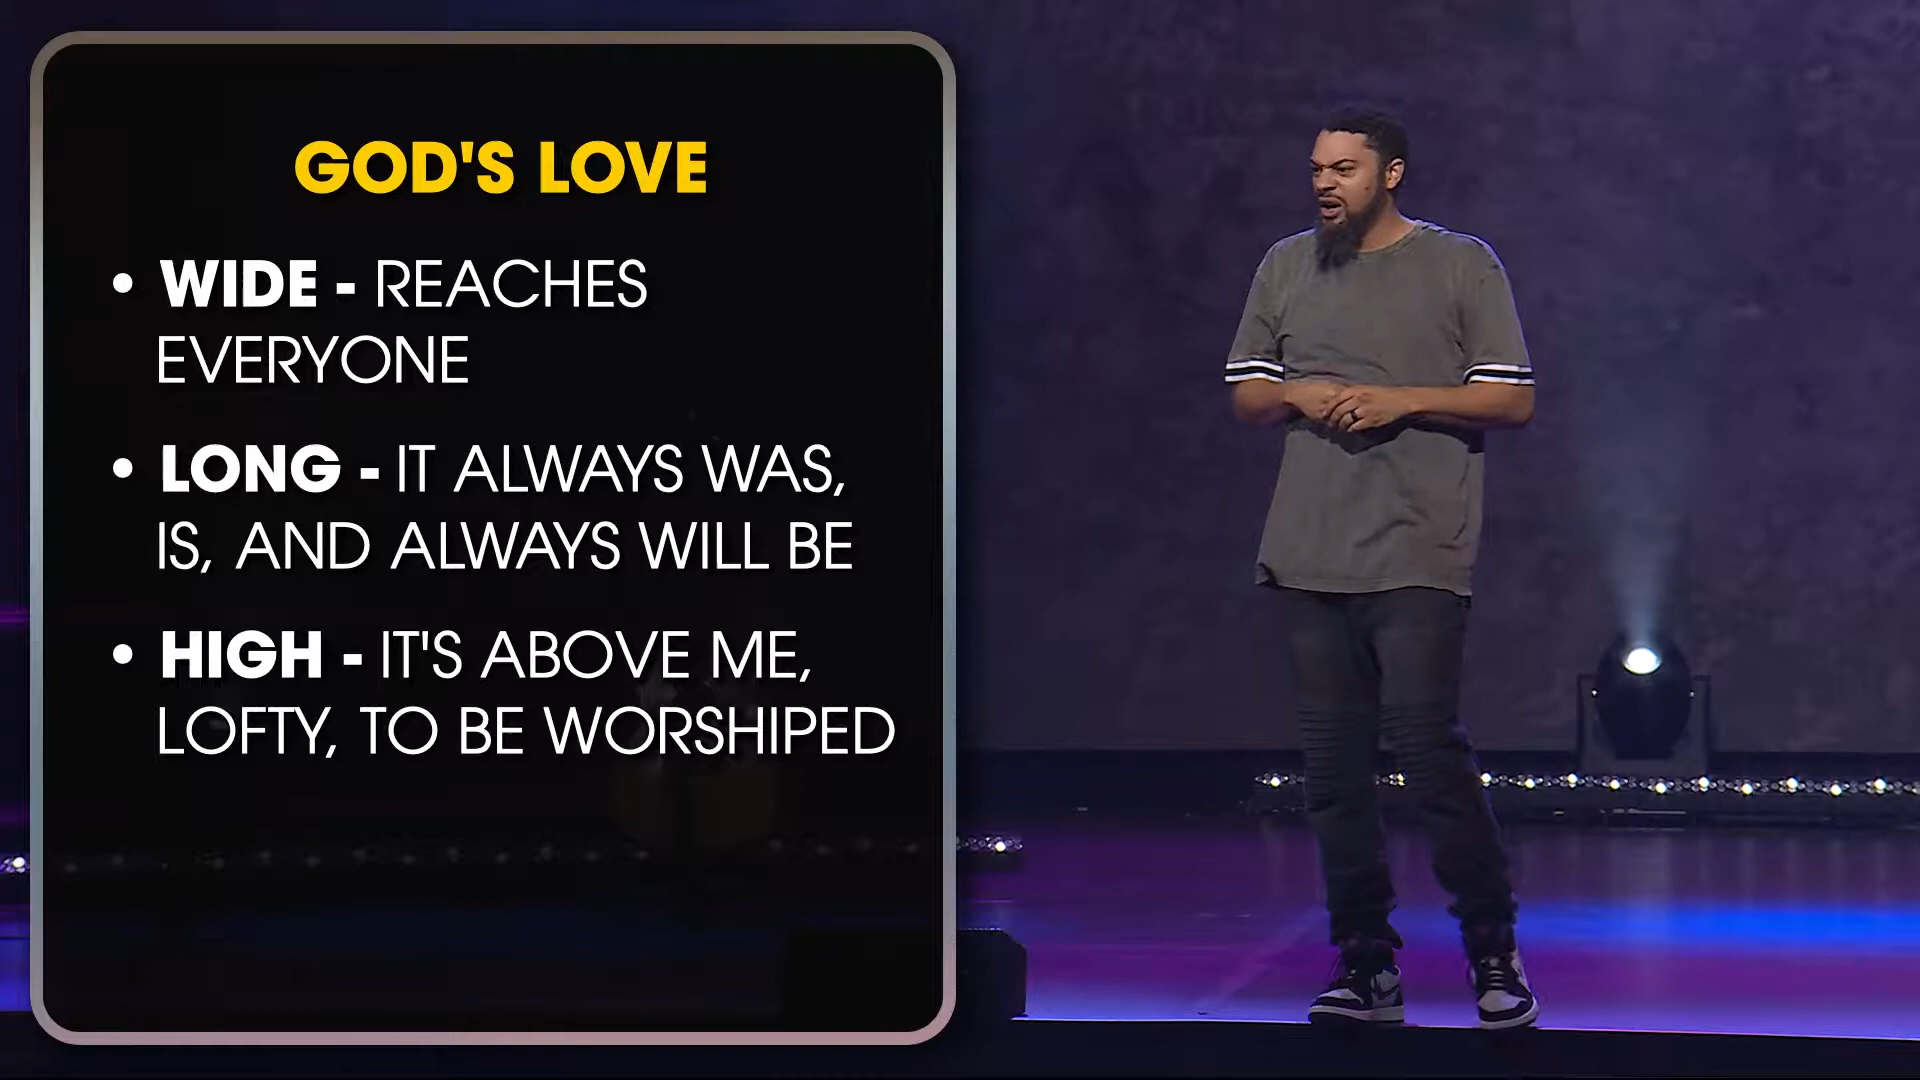 GOD'S LOVE
• WIDE - REACHES
EVERYONE
• LONG - IT ALWAYS WAS,
IS, AND ALWAYS WILL BE
• HIGH - IT'S ABOVE ME,
LOFTY, TO BE WORSHIPED